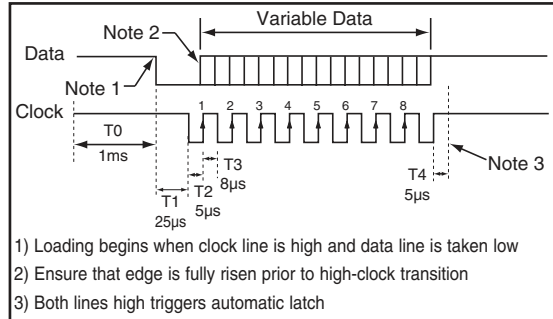 Variable Data
Note 2
Data
Note 1
Clock
1 2 3 4 5 6 7 8
T0
1ms
T3
8µs
Note 3
T2
5µs
T4
5µs
T1
25µs
1) Loading begins when clock line is high and data line is taken low
2) Ensure that edge is fully risen prior to high-clock transition
3) Both lines high triggers automatic latch